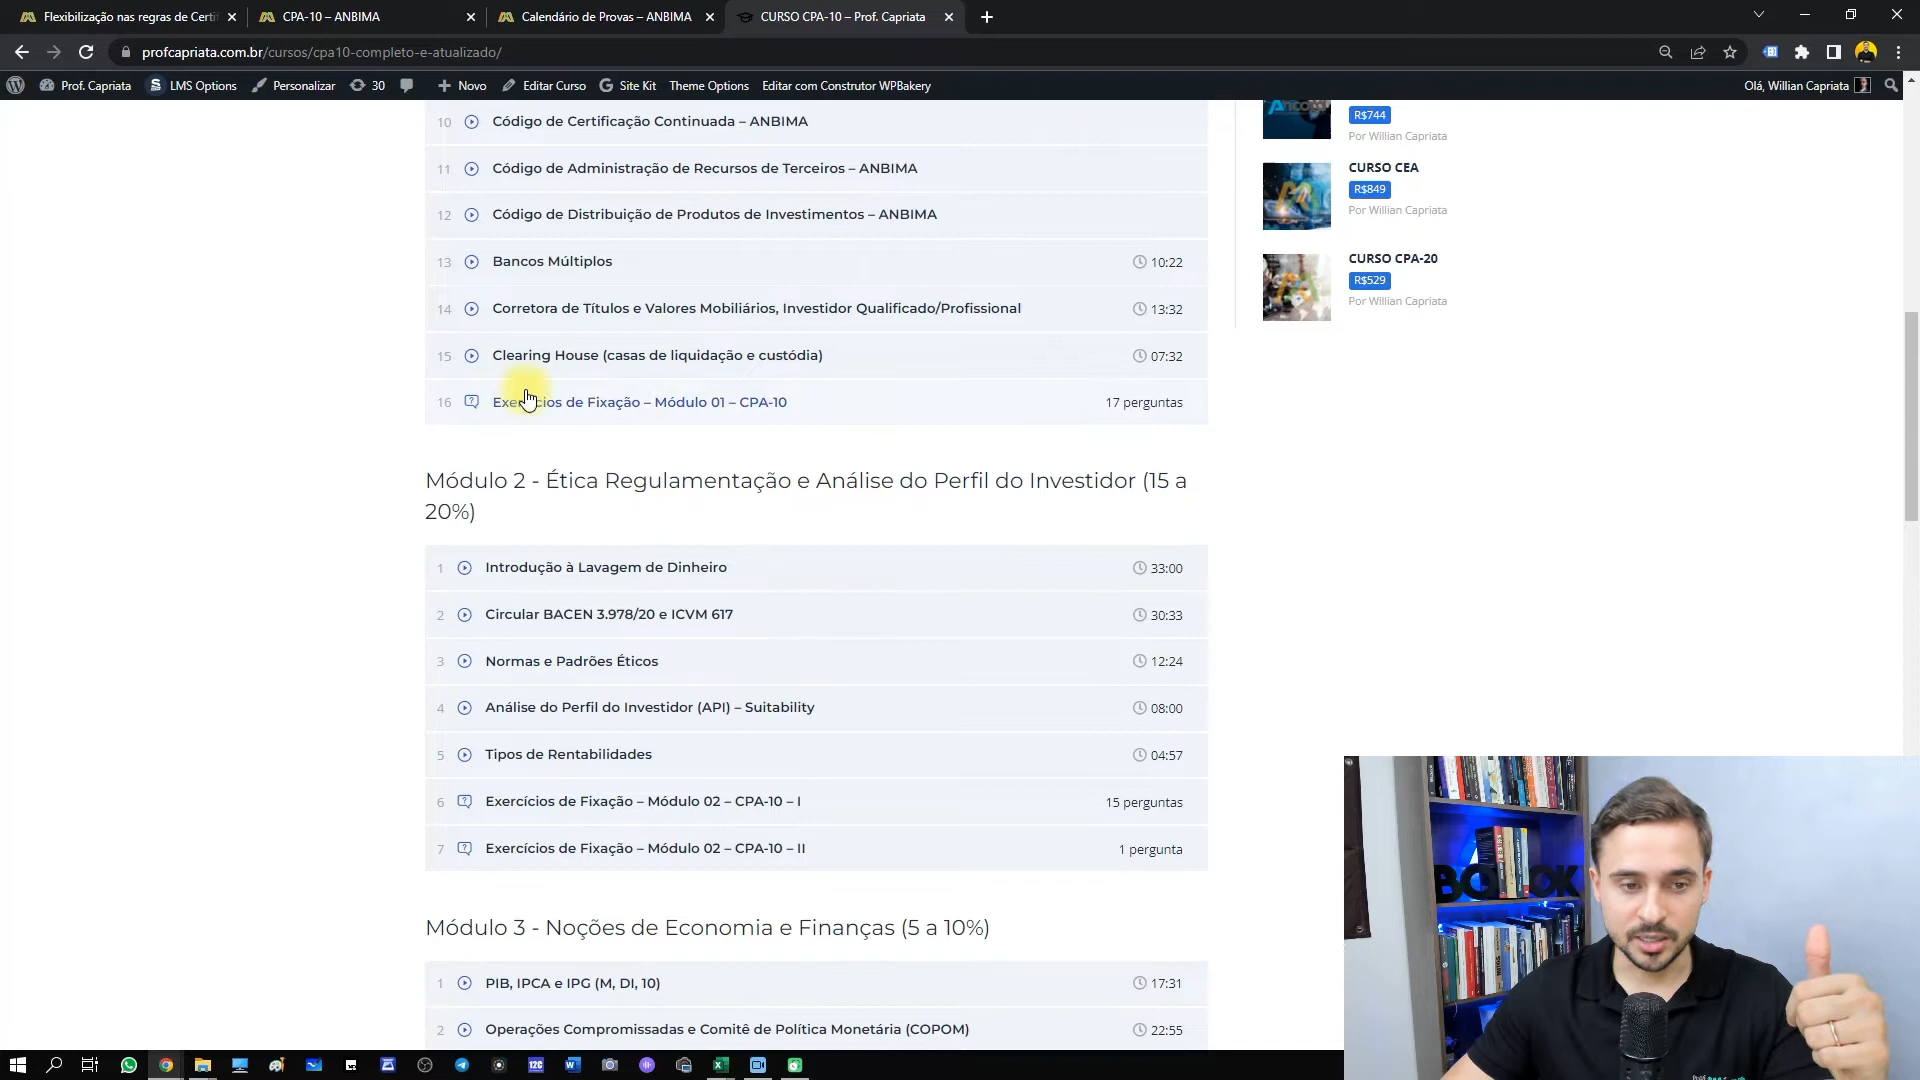 Flexibilização nas regras de Certifi
CPA-10 – ANBIMA
Calendário de Provas – ANBIMA
CURSO CPA-10 – Prof. Capriata
profcapriata.com.br/cursos/cpa10-completo-e-atualizado/
Prof. Capriata
LMS Options
Personalizar
30
Novo
Editar Curso
Site Kit
Theme Options
Editar com Construtor WPBakery
Olá, Willian Capriata
10 Código de Certificação Continuada – ANBIMA
11 Código de Administração de Recursos de Terceiros – ANBIMA
12 Código de Distribuição de Produtos de Investimentos – ANBIMA
13 Bancos Múltiplos 10:22
14 Corretora de Títulos e Valores Mobiliários, Investidor Qualificado/Profissional 13:32
15 Clearing House (casas de liquidação e custódia) 07:32
16 Exercícios de Fixação – Módulo 01 – CPA-10 17 perguntas
Módulo 2 - Ética Regulamentação e Análise do Perfil do Investidor (15 a
20%)
1 Introdução à Lavagem de Dinheiro 33:00
2 Circular BACEN 3.978/20 e ICVM 617 30:33
3 Normas e Padrões Éticos 12:24
4 Análise do Perfil do Investidor (API) – Suitability 08:00
5 Tipos de Rentabilidades 04:57
6 Exercícios de Fixação – Módulo 02 – CPA-10 – I 15 perguntas
7 Exercícios de Fixação – Módulo 02 – CPA-10 – II 1 pergunta
Módulo 3 - Noções de Economia e Finanças (5 a 10%)
1 PIB, IPCA e IPG (M, DI, 10) 17:31
2 Operações Compromissadas e Comitê de Política Monetária (COPOM) 22:55
R$744
Por Willian Capriata
CURSO CEA
R$849
Por Willian Capriata
CURSO CPA-20
R$529
Por Willian Capriata
12C